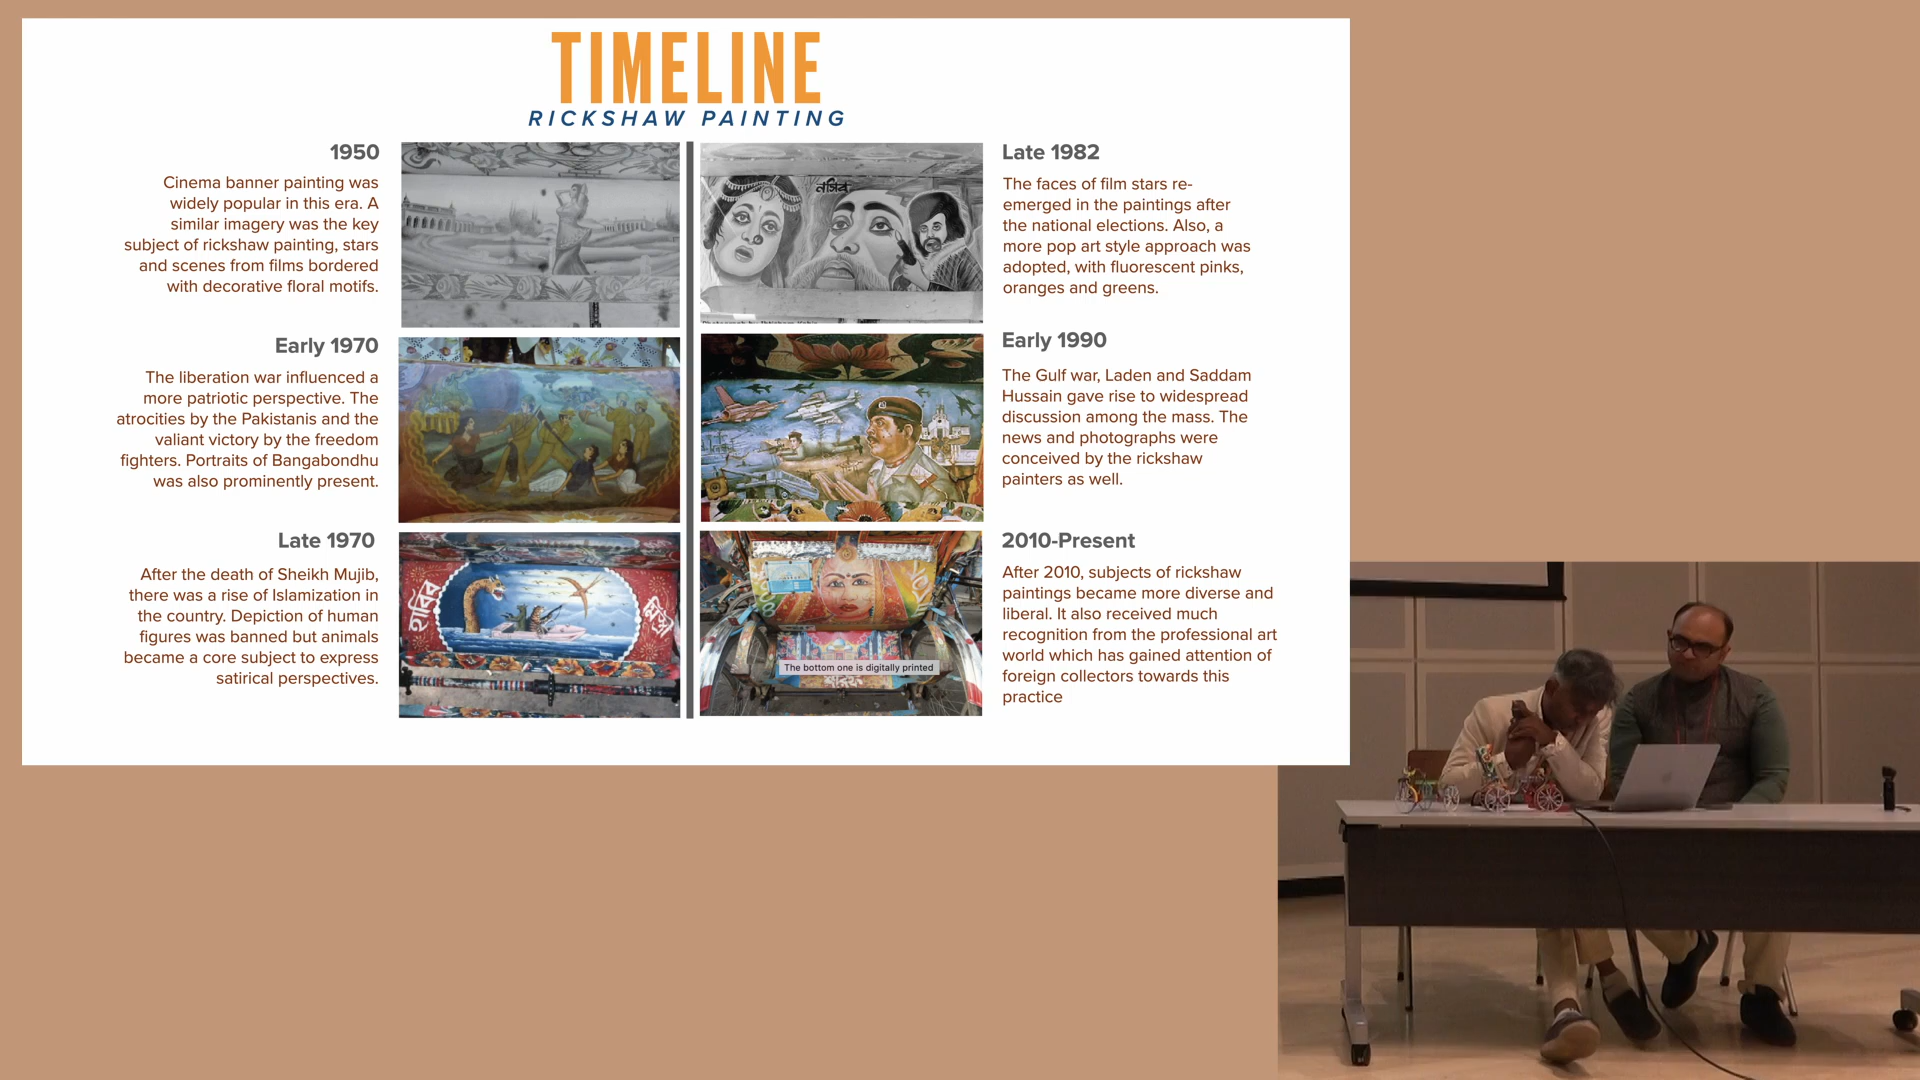 TIMELINE
RICKSHAW PAINTING
1950
Cinema banner painting was
widely popular in this era. A
similar imagery was the key
subject of rickshaw painting, stars
and scenes from films bordered
with decorative floral motifs.
Early 1970
The liberation war influenced a
more patriotic perspective. The
atrocities by the Pakistanis and the
valiant victory by the freedom
fighters. Portraits of Bangabondhu
was also prominently present.
Late 1970
After the death of Sheikh Mujib,
there was a rise of Islamization in
the country. Depiction of human
figures was banned but animals
became a core subject to express
satirical perspectives.
হাবিব
নসিব
Late 1982
The faces of film stars re-
emerged in the paintings after
the national elections. Also, a
more pop art style approach was
adopted, with fluorescent pinks,
oranges and greens.
Early 1990
The Gulf war, Laden and Saddam
Hussain gave rise to widespread
discussion among the mass. The
news and photographs were
conceived by the rickshaw
painters as well.
The bottom one is digitally printed
2010-Present
After 2010, subjects of rickshaw
paintings became more diverse and
liberal. It also received much
recognition from the professional art
world which has gained attention of
foreign collectors towards this
practice